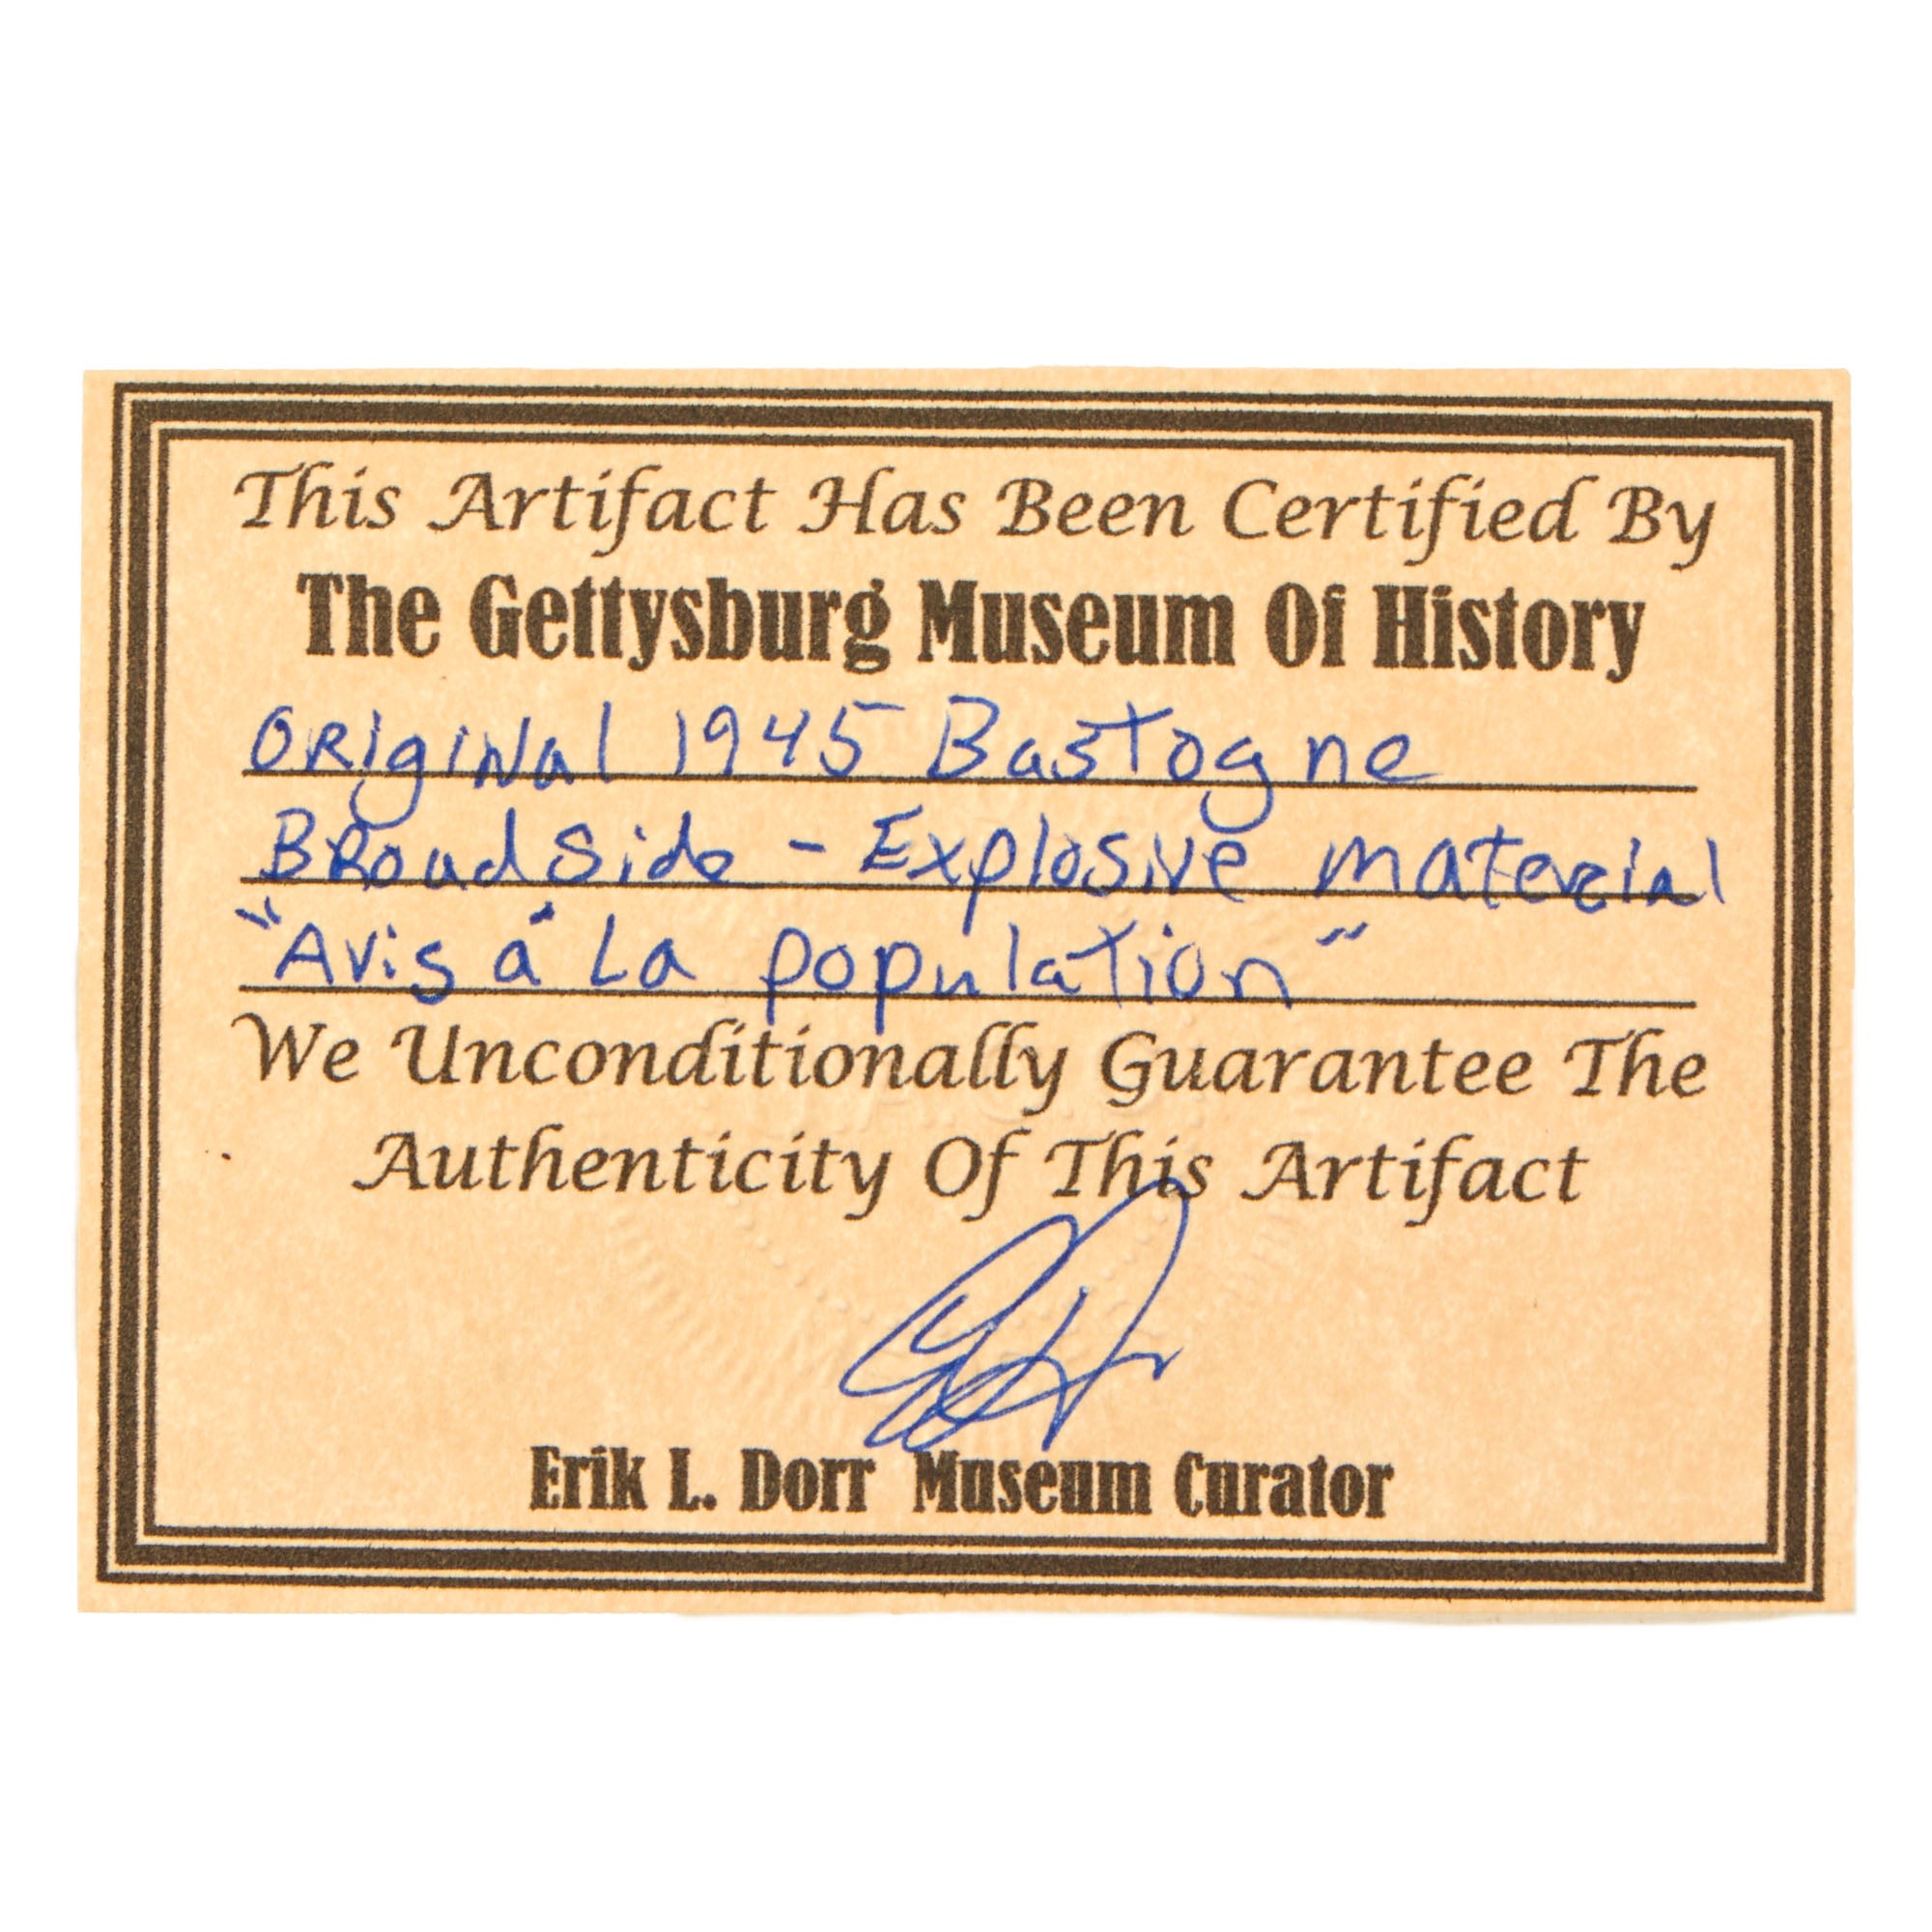 This Artifact Has Been Certified By
The Gettysburg Museum Of History
Original 1945 Bastogne
Broadside - Explosive material
"Avis á La population"
We Unconditionally Guarantee The
Authenticity Of This Artifact
Erik L. Dorr Museum Curator